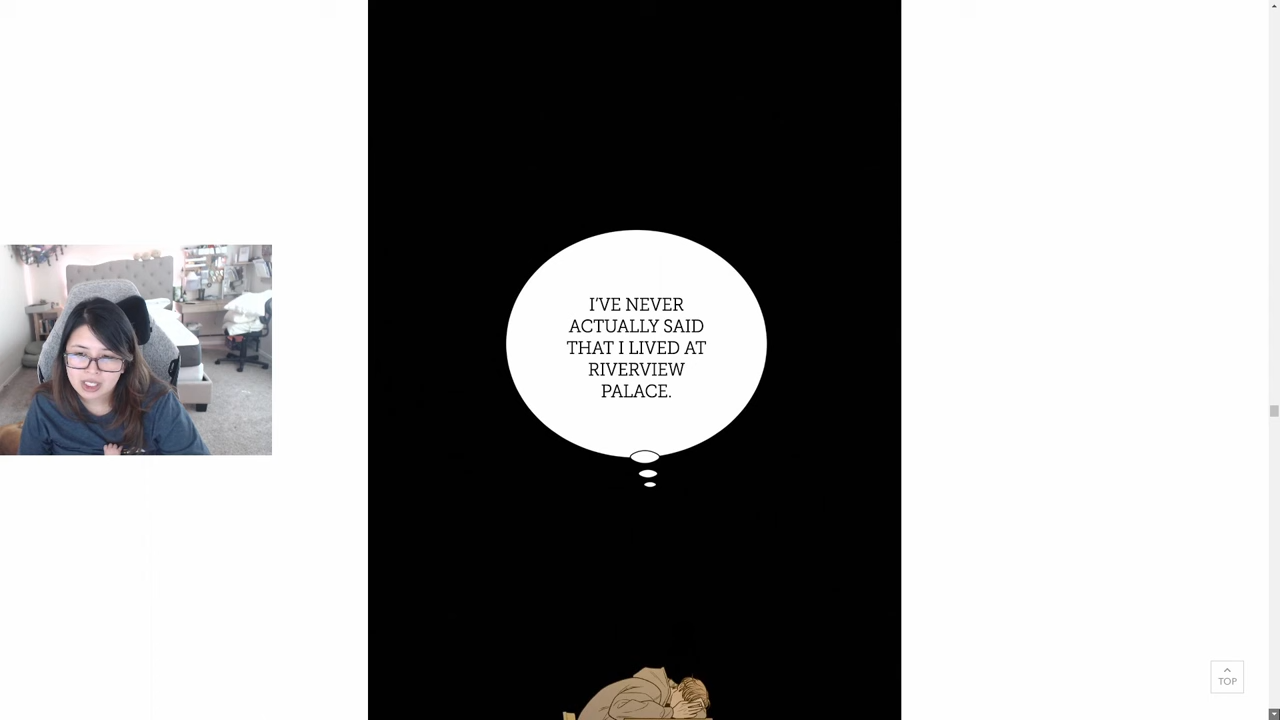 I'VE NEVER
ACTUALLY SAID
THAT I LIVED AT
RIVERVIEW
PALACE.
TOP